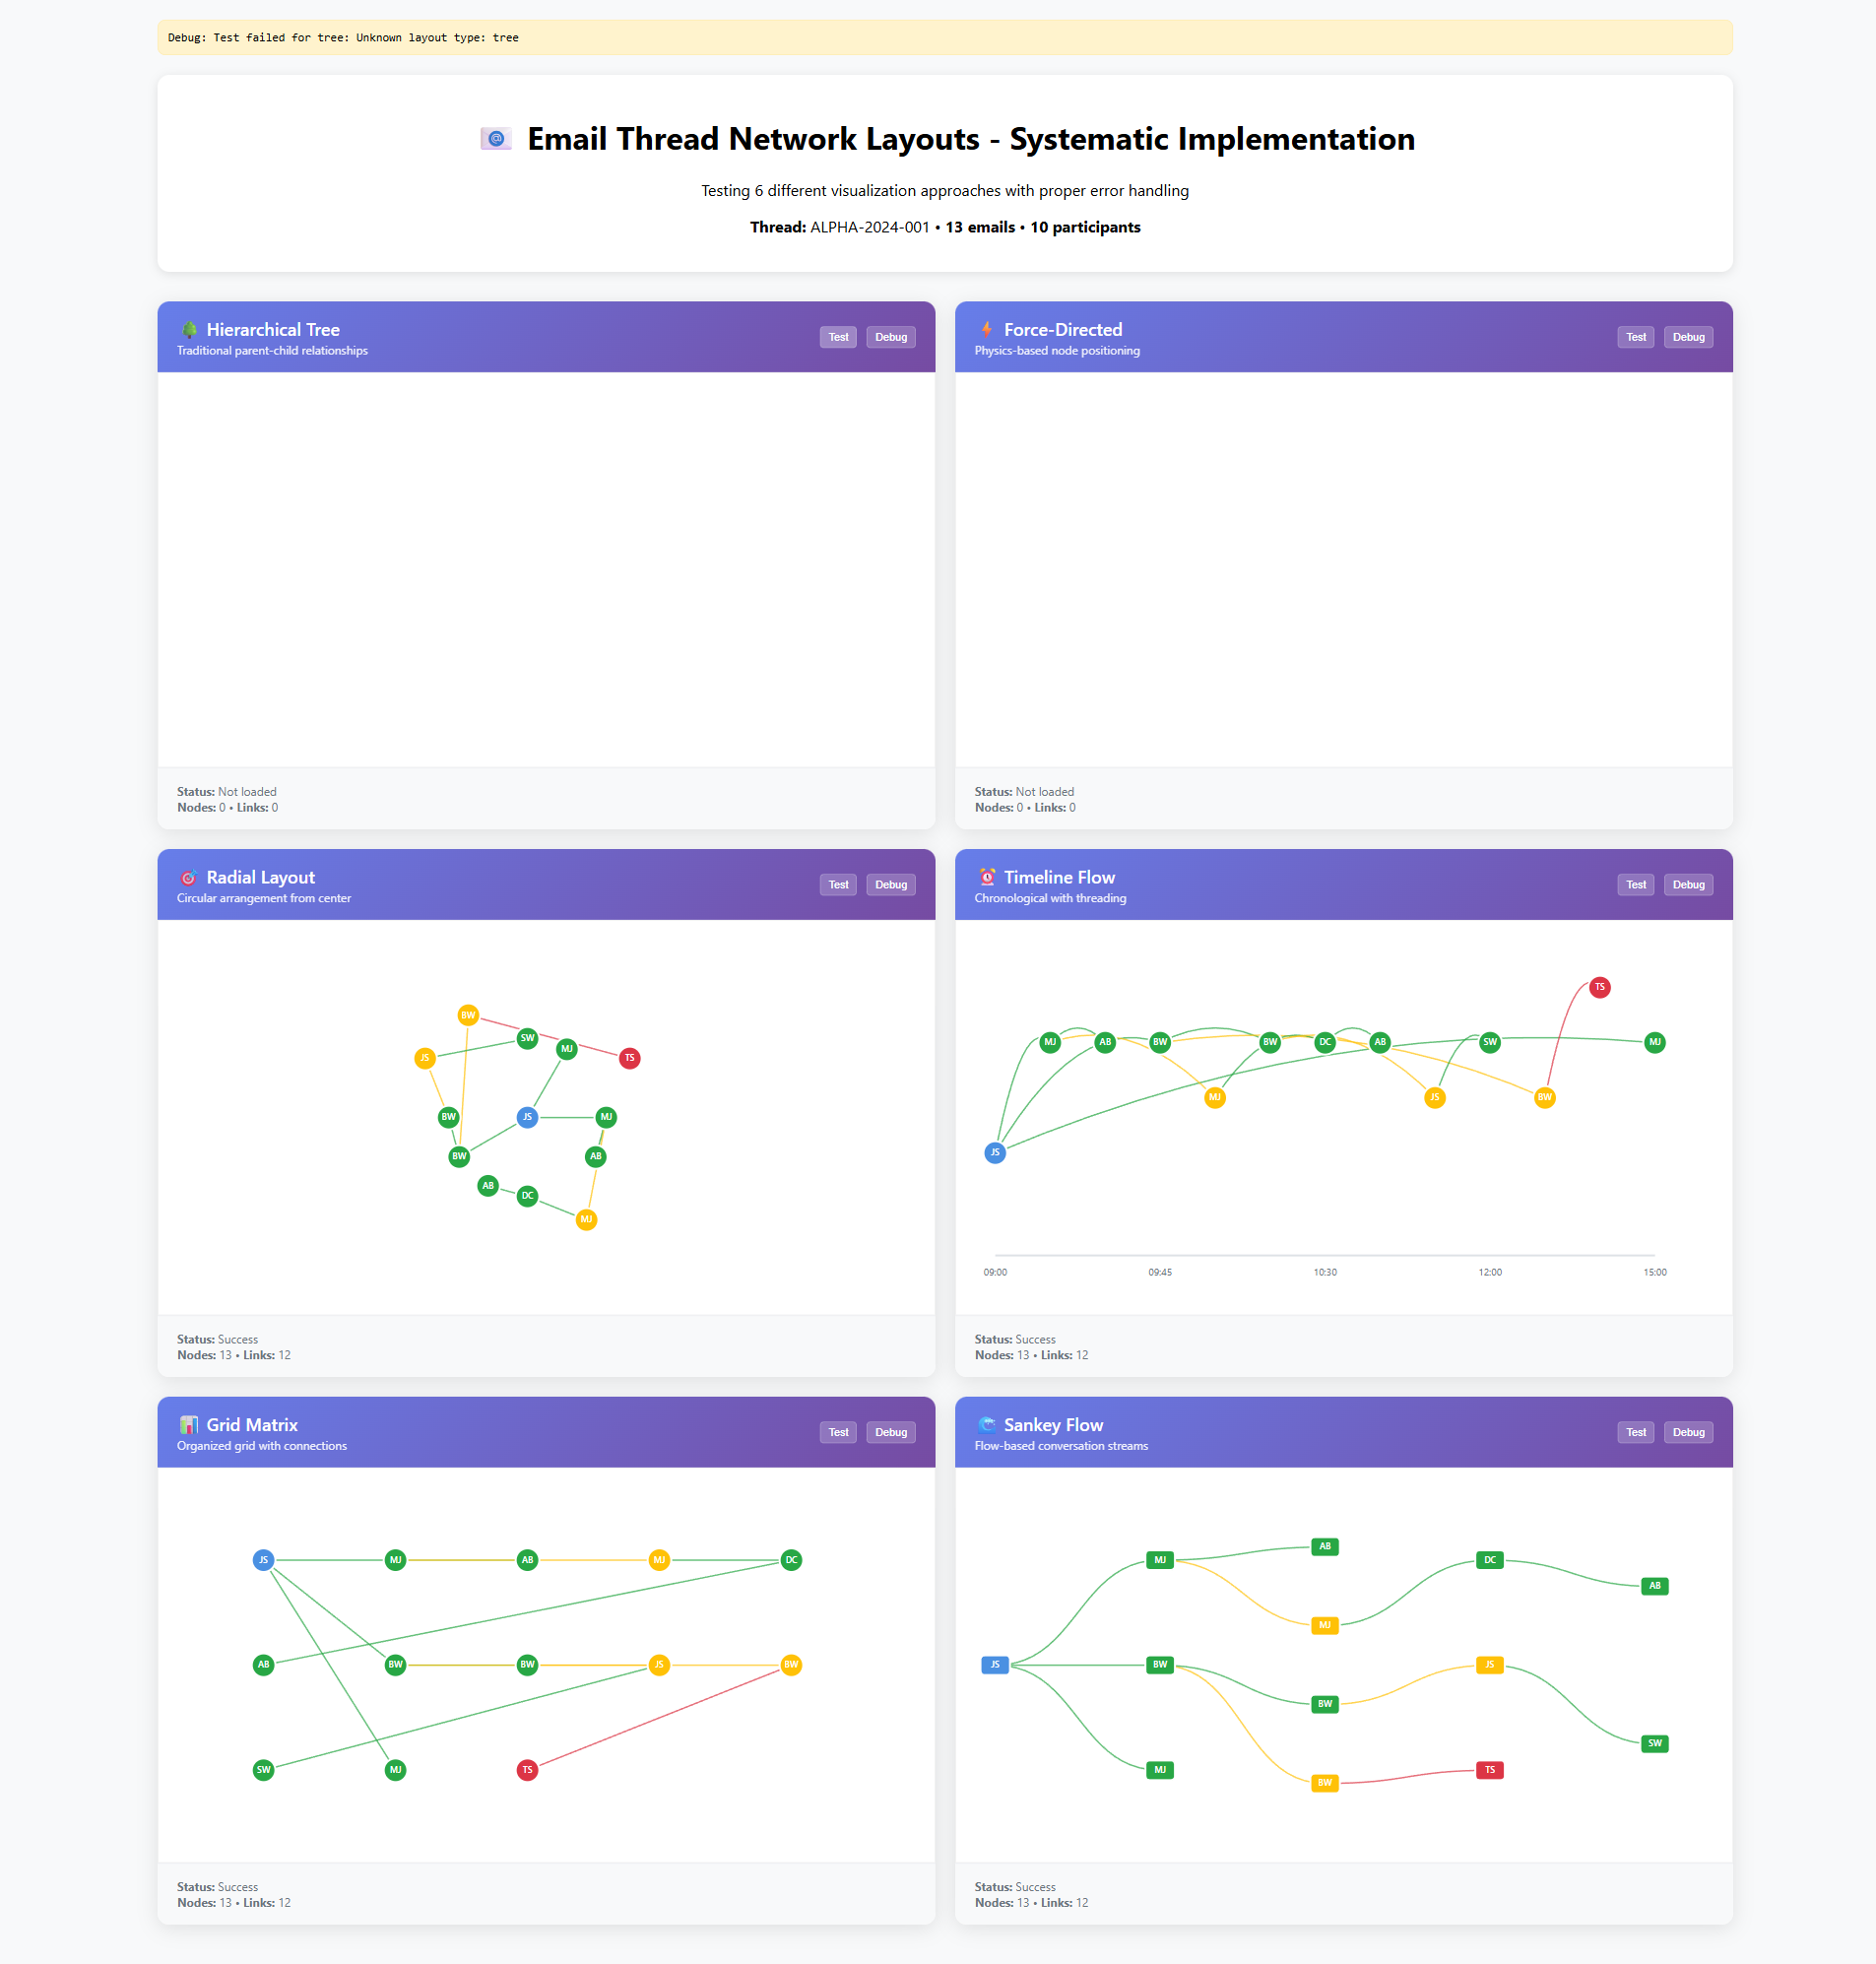 Debug: Test failed for tree: Unknown layout type: tree
Email Thread Network Layouts - Systematic Implementation
Testing 6 different visualization approaches with proper error handling
Thread: ALPHA-2024-001 • 13 emails • 10 participants
Hierarchical Tree
Traditional parent-child relationships
Test Debug
Status: Not loaded
Nodes: 0 • Links: 0
Force-Directed
Physics-based node positioning
Test Debug
Status: Not loaded
Nodes: 0 • Links: 0
Radial Layout
Circular arrangement from center
Test Debug
BW
SW
MJ
JS TS
BW JS MJ
BW AB
AB DC
MJ
Status: Success
Nodes: 13 • Links: 12
Timeline Flow
Chronological with threading
Test Debug
TS
MJ AB BW BW DC AB SW MJ
MJ JS BW
JS
09:00 09:45 10:30 12:00 15:00
Status: Success
Nodes: 13 • Links: 12
Grid Matrix
Organized grid with connections
Test Debug
JS MJ AB MJ DC
AB BW BW JS BW
SW MJ TS
Status: Success
Nodes: 13 • Links: 12
Sankey Flow
Flow-based conversation streams
Test Debug
AB
MJ DC
AB
MJ
JS BW JS
BW
SW
MJ TS
BW
Status: Success
Nodes: 13 • Links: 12